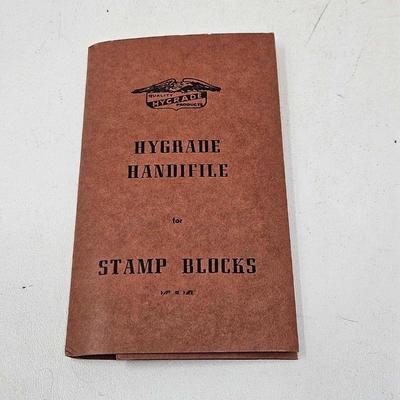 QUALITY
HYGRADE
PRODUCTS
HYGRADE
HANDIFILE
for
STAMP BLOCKS